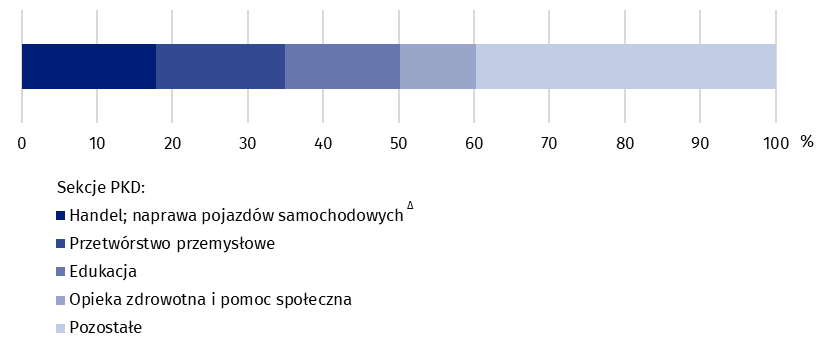 0 10 20 30 40 50 60 70 80 90 100 %
Sekcje PKD:
Handel; naprawa pojazdów samochodowych Δ
Przetwórstwo przemysłowe
Edukacja
Opieka zdrowotna i pomoc społeczna
Pozostałe